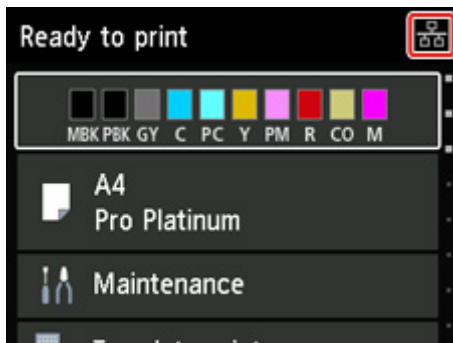 Ready to print
MBK PBK GY C PC Y PM R CO M
A4
Pro Platinum
Maintenance